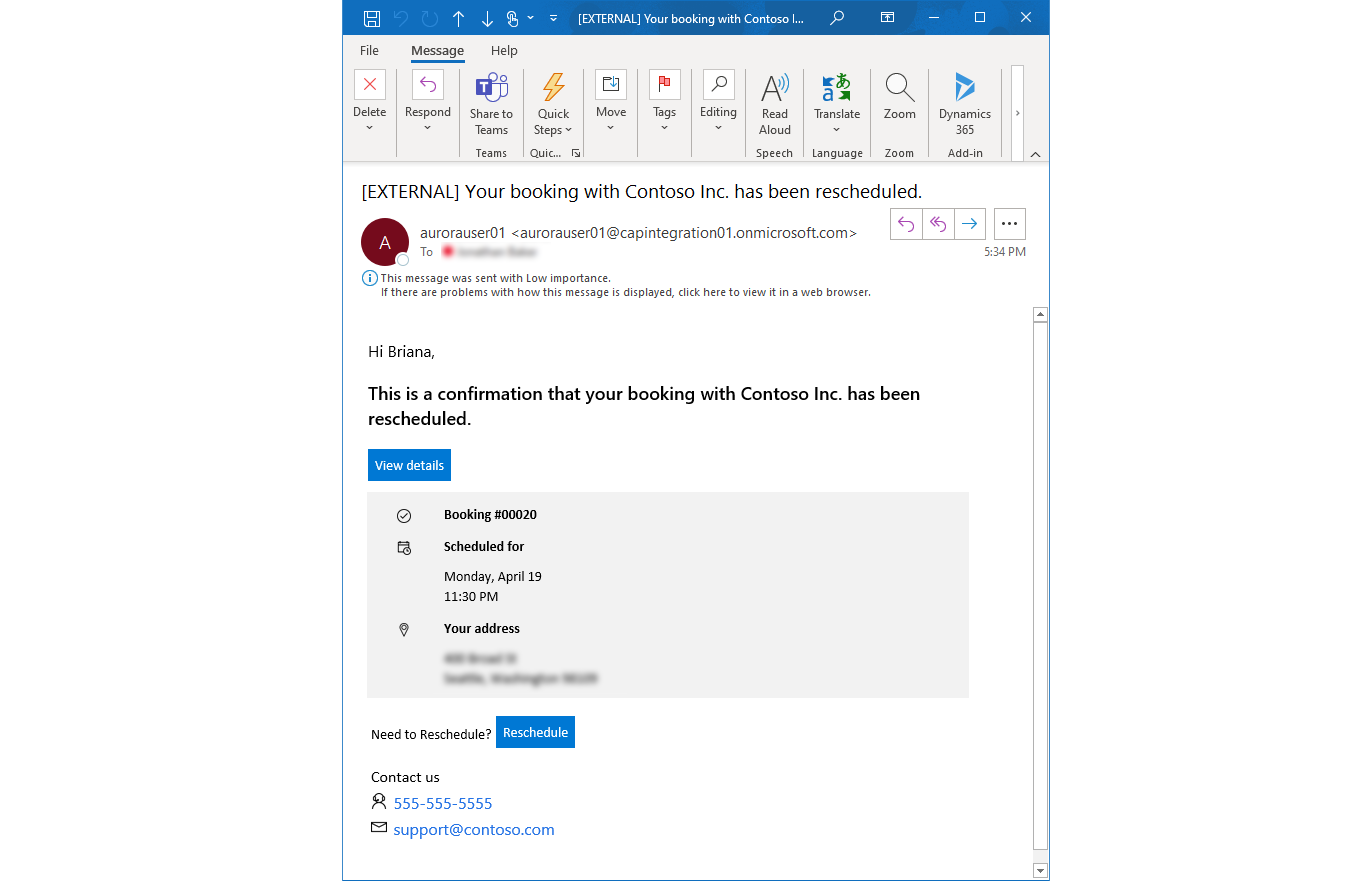 [EXTERNAL] Your booking with Contoso I...
File Message Help
Delete
Respond
Share to Teams
Quick Steps
Move
Tags
Editing
Read Aloud
Translate
Zoom
Dynamics 365
Teams
Quic...
Speech
Language
Zoom
Add-in
[EXTERNAL] Your booking with Contoso Inc. has been rescheduled.
A
aurorauser01 <aurorauser01@capintegration01.onmicrosoft.com>
To
5:34 PM
This message was sent with Low importance.
If there are problems with how this message is displayed, click here to view it in a web browser.
Hi Briana,
This is a confirmation that your booking with Contoso Inc. has been
rescheduled.
View details
Booking #00020
Scheduled for
Monday, April 19
11:30 PM
Your address
Need to Reschedule? Reschedule
Contact us
555-555-5555
support@contoso.com